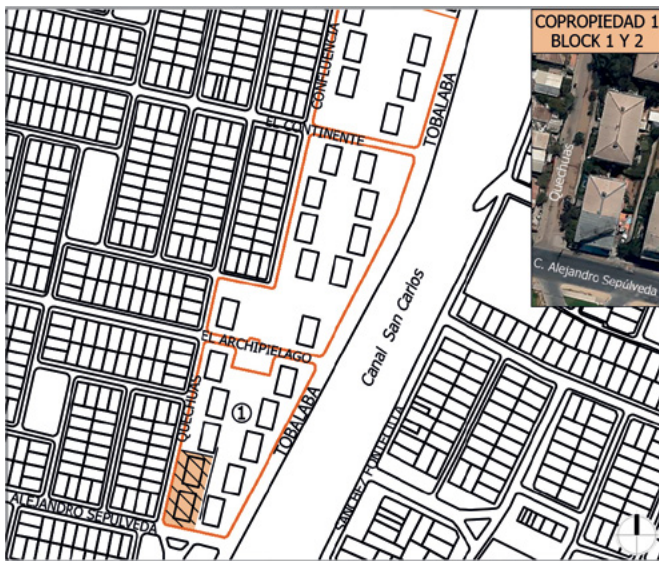 COPROPIEDAD 1
BLOCK 1 Y 2
Quechuas
C. Alejandro Sepúlveda
CONFLUENCIA
EL CONTINENTE
TOBALABA
Canal San Carlos
EL ARCHIPIELAGO
QUECHUAS
1
TOBALABA
SANCHEZ FONTECILLA
ALEJANDRO SEPÚLVEDA